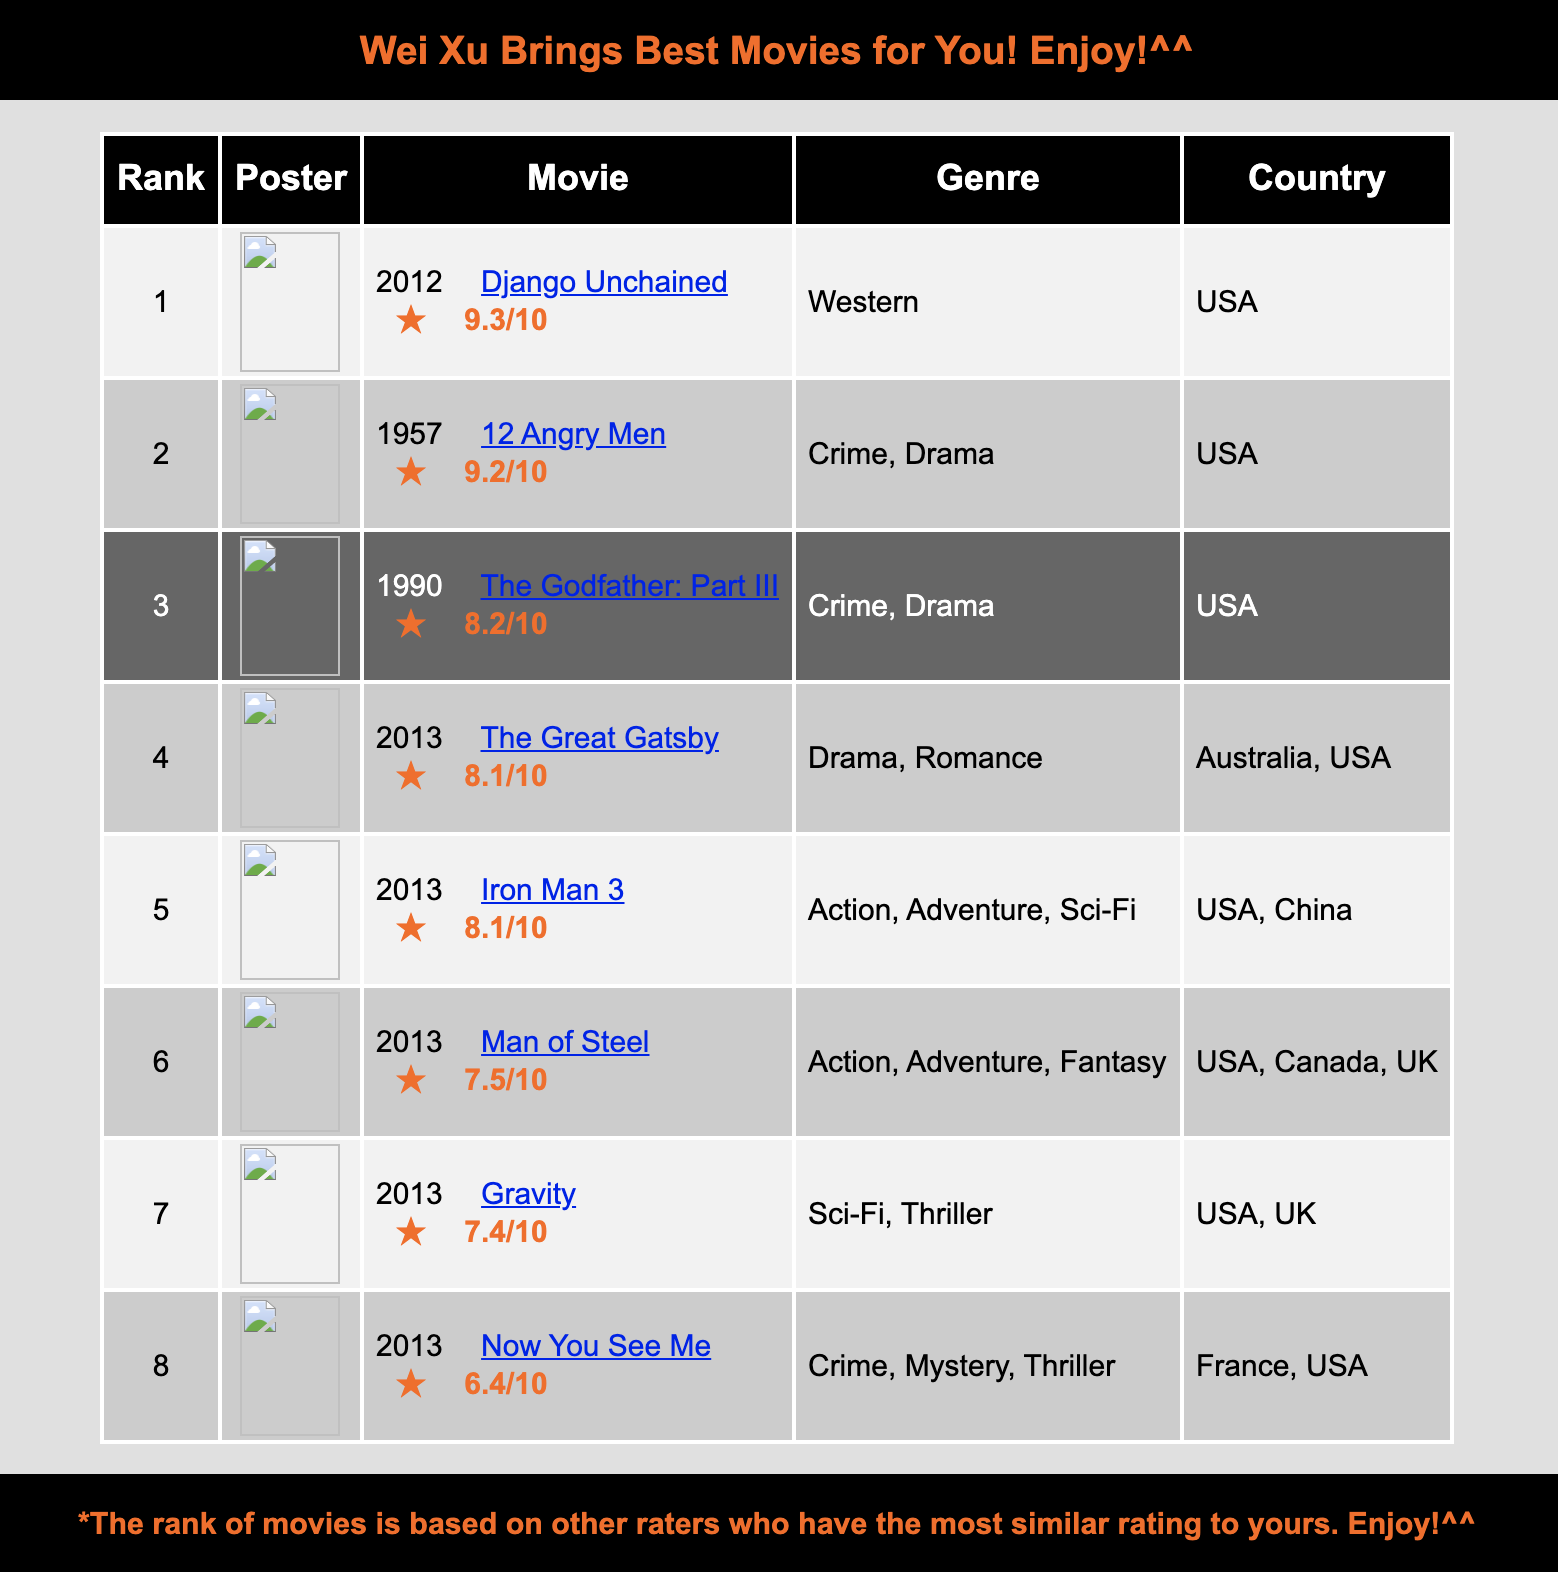 Wei Xu Brings Best Movies for You! Enjoy!^^
Rank Poster Movie Genre Country
1 2012 Django Unchained Western USA
★ 9.3/10
2 1957 12 Angry Men Crime, Drama USA
★ 9.2/10
3 1990 The Godfather: Part III Crime, Drama USA
★ 8.2/10
4 2013 The Great Gatsby Drama, Romance Australia, USA
★ 8.1/10
5 2013 Iron Man 3 Action, Adventure, Sci-Fi USA, China
★ 8.1/10
6 2013 Man of Steel Action, Adventure, Fantasy USA, Canada, UK
★ 7.5/10
7 2013 Gravity Sci-Fi, Thriller USA, UK
★ 7.4/10
8 2013 Now You See Me Crime, Mystery, Thriller France, USA
★ 6.4/10
*The rank of movies is based on other raters who have the most similar rating to yours. Enjoy!^^